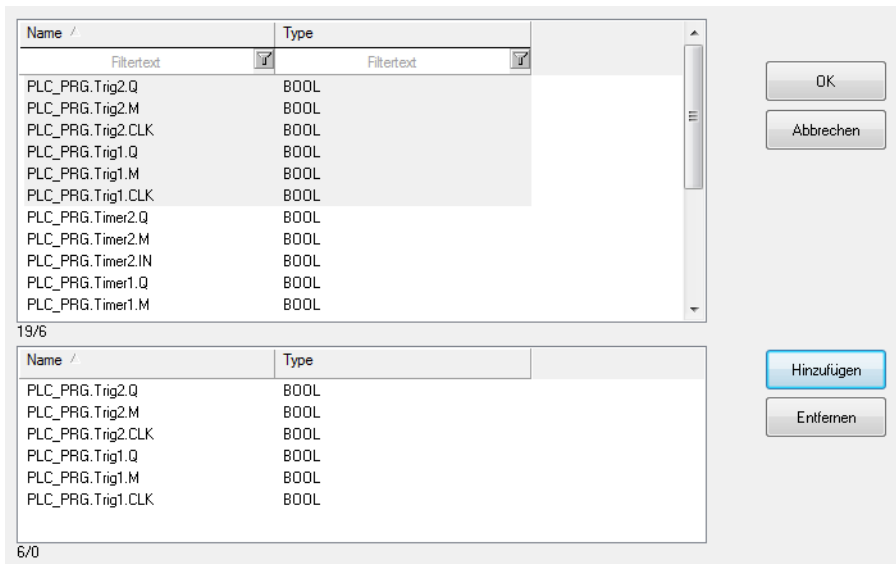 Name Type
Filtertext Filtertext
PLC_PRG.Trig2.Q BOOL
PLC_PRG.Trig2.M BOOL
PLC_PRG.Trig2.CLK BOOL
PLC_PRG.Trig1.Q BOOL
PLC_PRG.Trig1.M BOOL
PLC_PRG.Trig1.CLK BOOL
PLC_PRG.Timer2.Q BOOL
PLC_PRG.Timer2.M BOOL
PLC_PRG.Timer2.IN BOOL
PLC_PRG.Timer1.Q BOOL
PLC_PRG.Timer1.M BOOL
19/6
OK
Abbrechen
Name Type
PLC_PRG.Trig2.Q BOOL
PLC_PRG.Trig2.M BOOL
PLC_PRG.Trig2.CLK BOOL
PLC_PRG.Trig1.Q BOOL
PLC_PRG.Trig1.M BOOL
PLC_PRG.Trig1.CLK BOOL
6/0
Hinzufügen
Entfernen